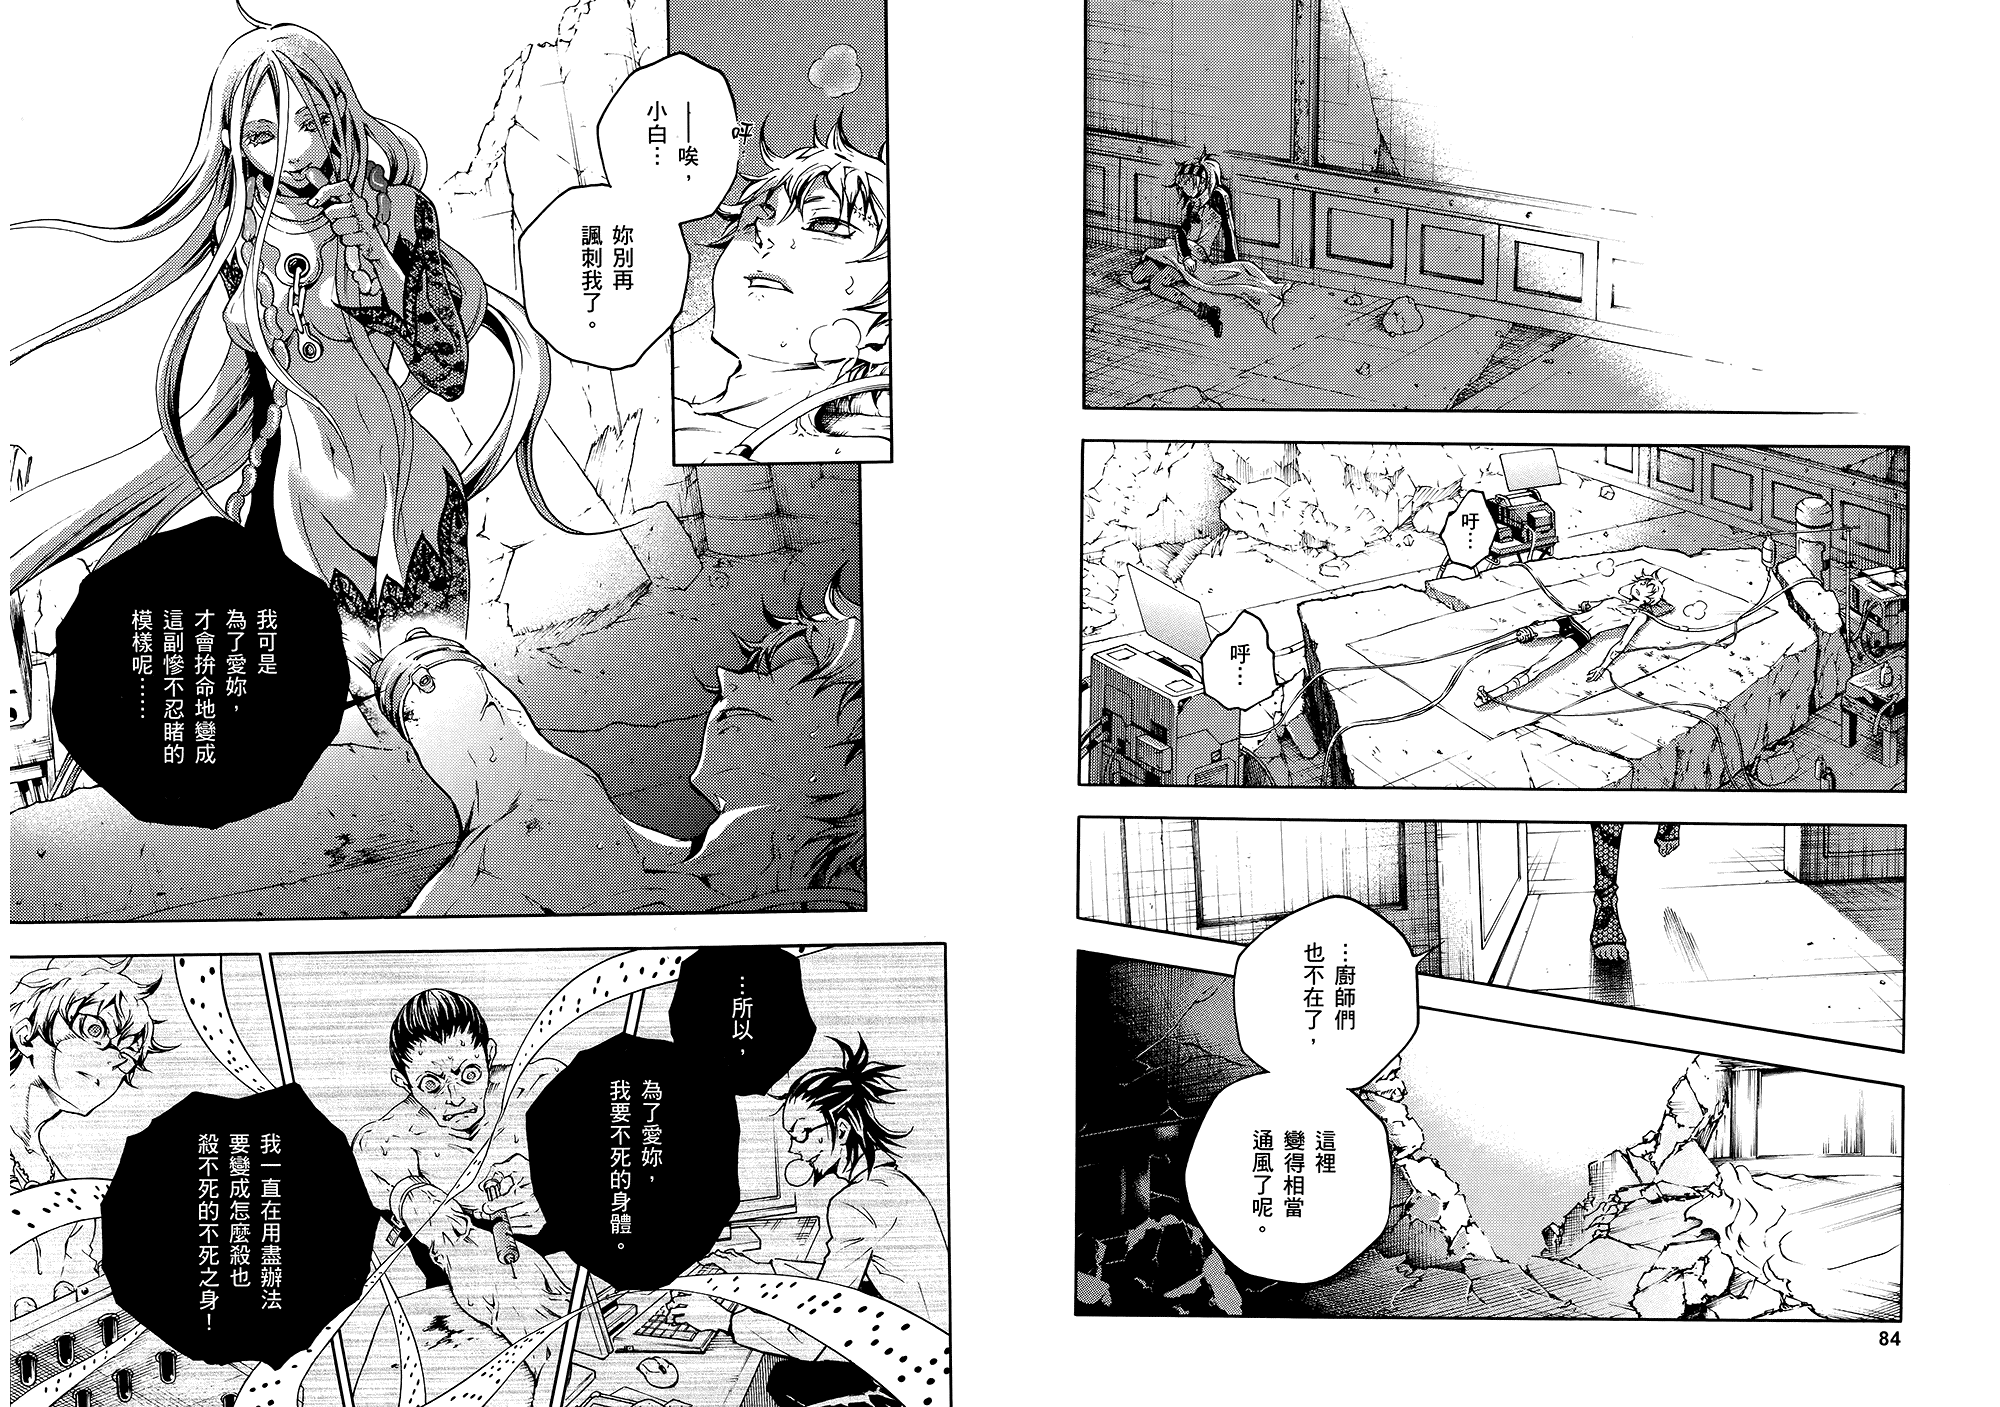 呼…
呼…
…廚師們
也不在了，
這裡
變得相當
通風了呢。
84
呼
——唉，
小白…
妳別再
諷刺我了。
我可是
為了愛妳，
才會拚命地變成
這副慘不忍睹的
模樣呢……
…所以，
為了愛妳，
我要不死的身體。
我一直在用盡辦法
要變成怎麼殺也
殺不死的不死之身！